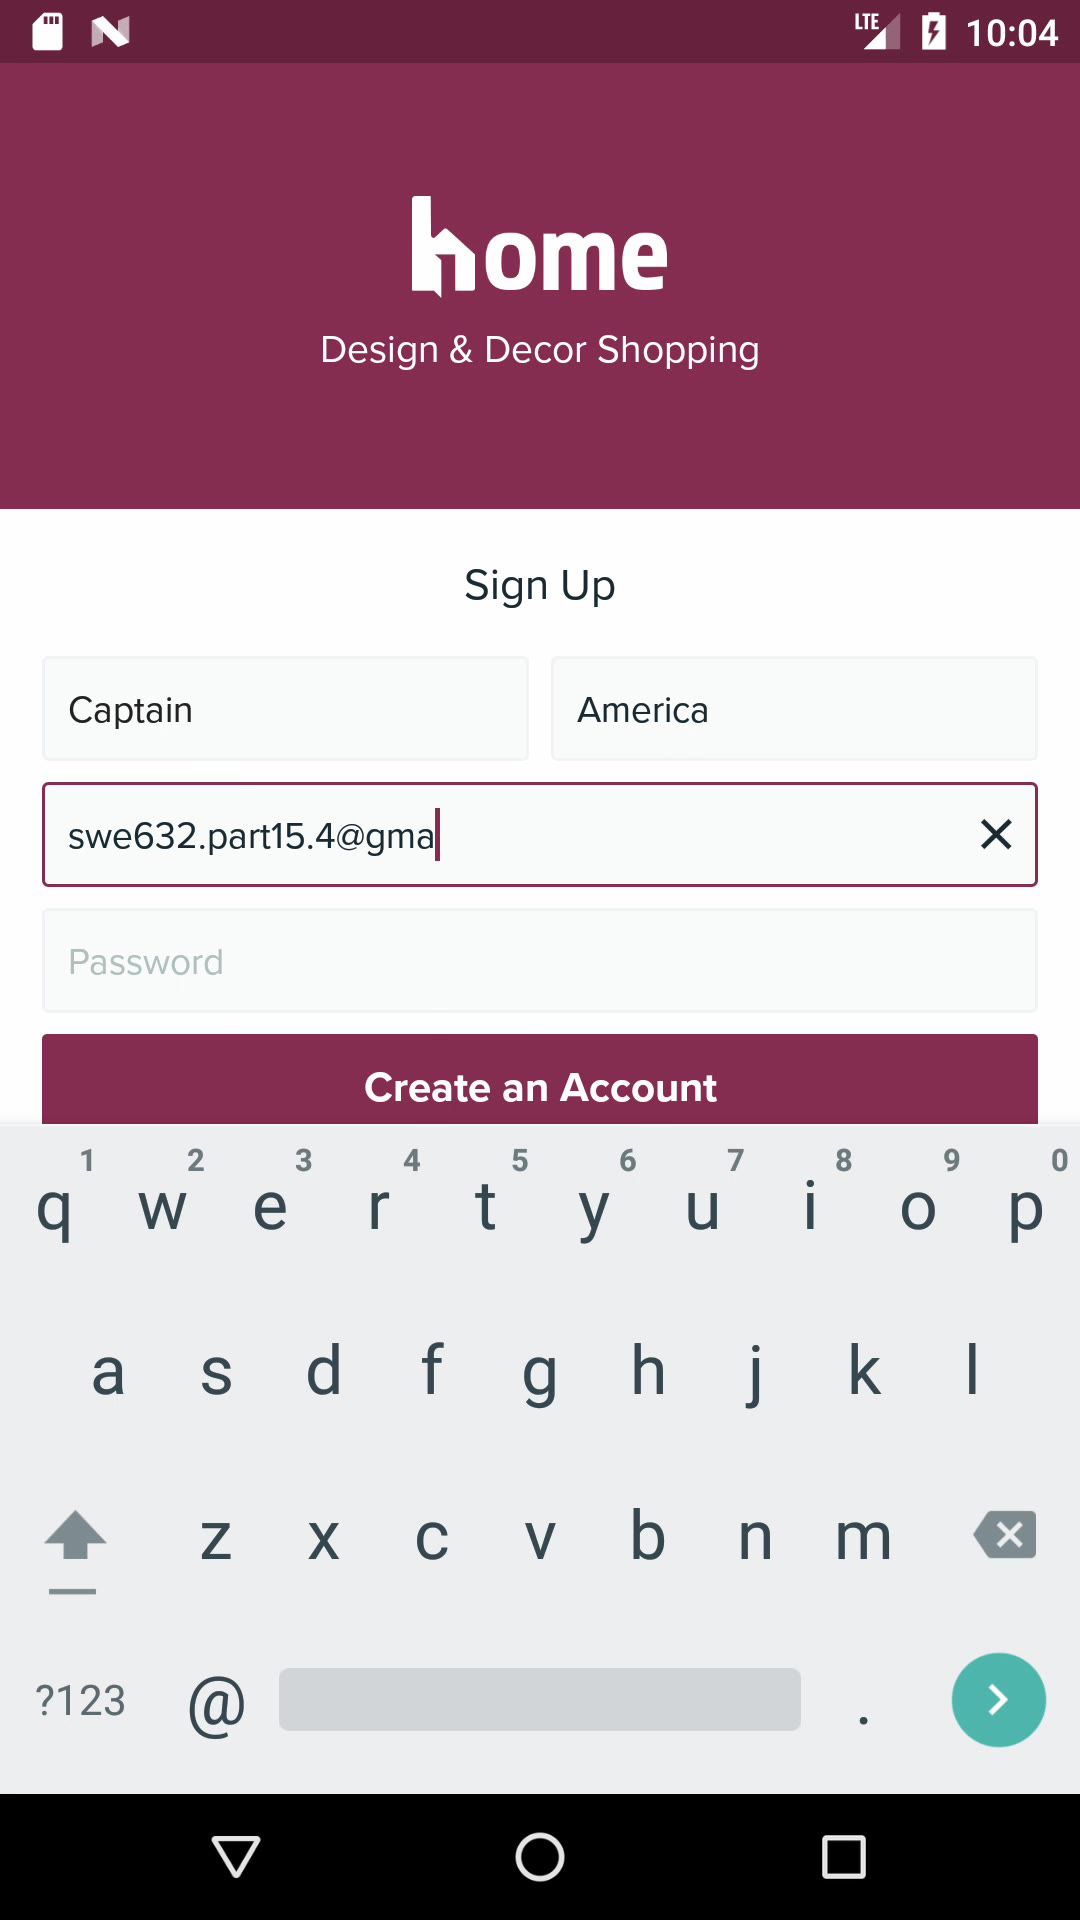 LTE 10:04
home
Design & Decor Shopping
Sign Up
Captain America
swe632.part15.4@gma
Password
Create an Account
1 2 3 4 5 6 7 8 9 0
q w e r t y u i o p
a s d f g h j k l
z x c v b n m
?123 @ .